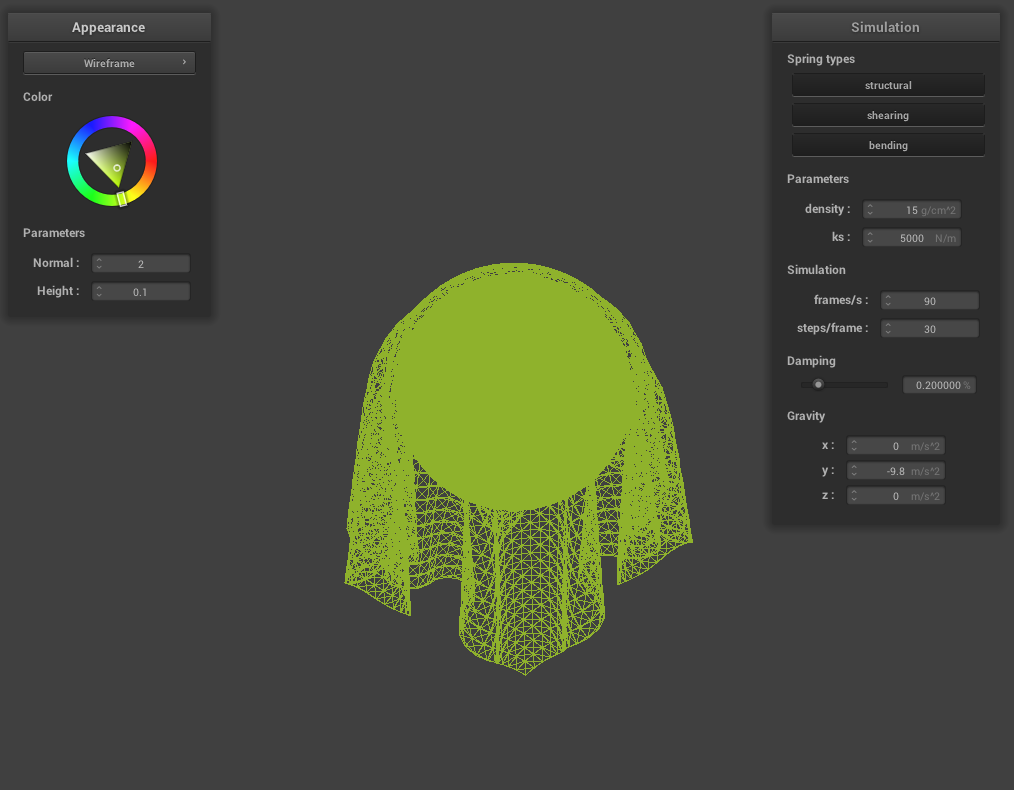 Appearance
Wireframe ›
Color
Parameters
Normal : 2
Height : 0.1
Simulation
Spring types
structural
shearing
bending
Parameters
density : 15 g/cm^2
ks : 5000 N/m
Simulation
frames/s : 90
steps/frame : 30
Damping
0.200000 %
Gravity
x : 0 m/s^2
y : -9.8 m/s^2
z : 0 m/s^2